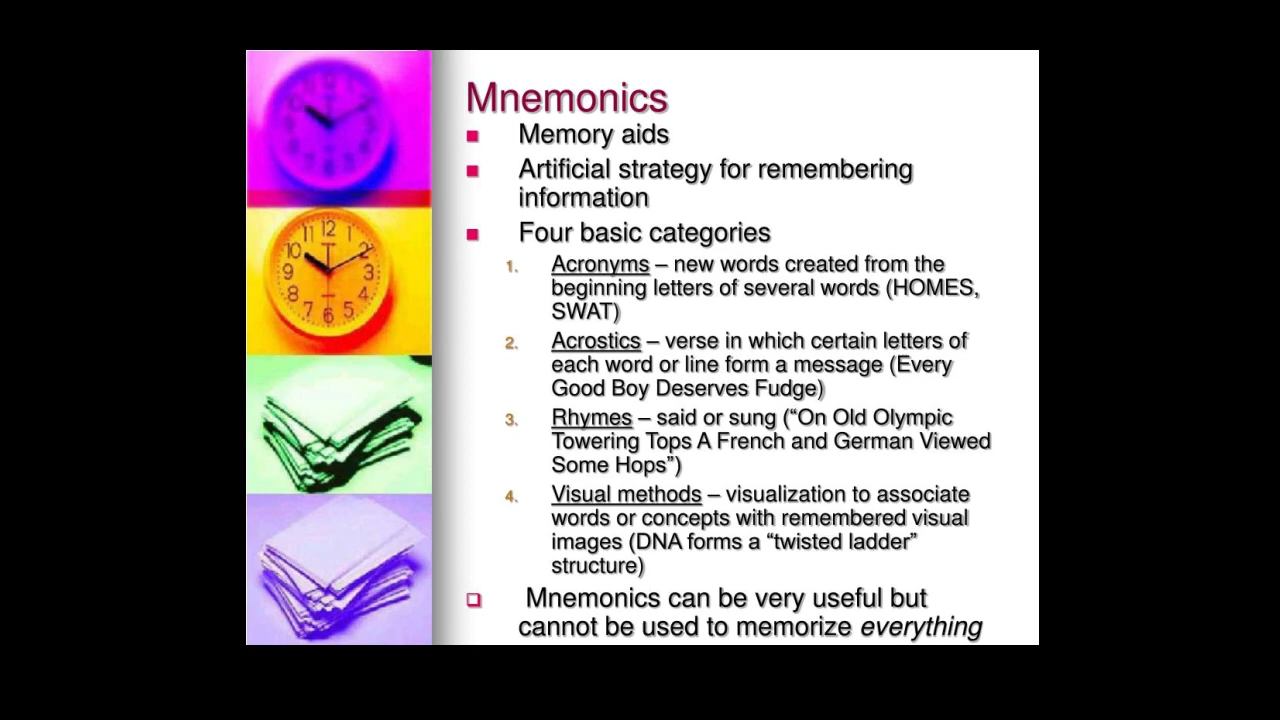 Mnemonics
Memory aids
Artificial strategy for remembering
information
Four basic categories
1. Acronyms – new words created from the
beginning letters of several words (HOMES,
SWAT)
2. Acrostics – verse in which certain letters of
each word or line form a message (Every
Good Boy Deserves Fudge)
3. Rhymes – said or sung (“On Old Olympic
Towering Tops A French and German Viewed
Some Hops”)
4. Visual methods – visualization to associate
words or concepts with remembered visual
images (DNA forms a “twisted ladder”
structure)
Mnemonics can be very useful but
cannot be used to memorize everything